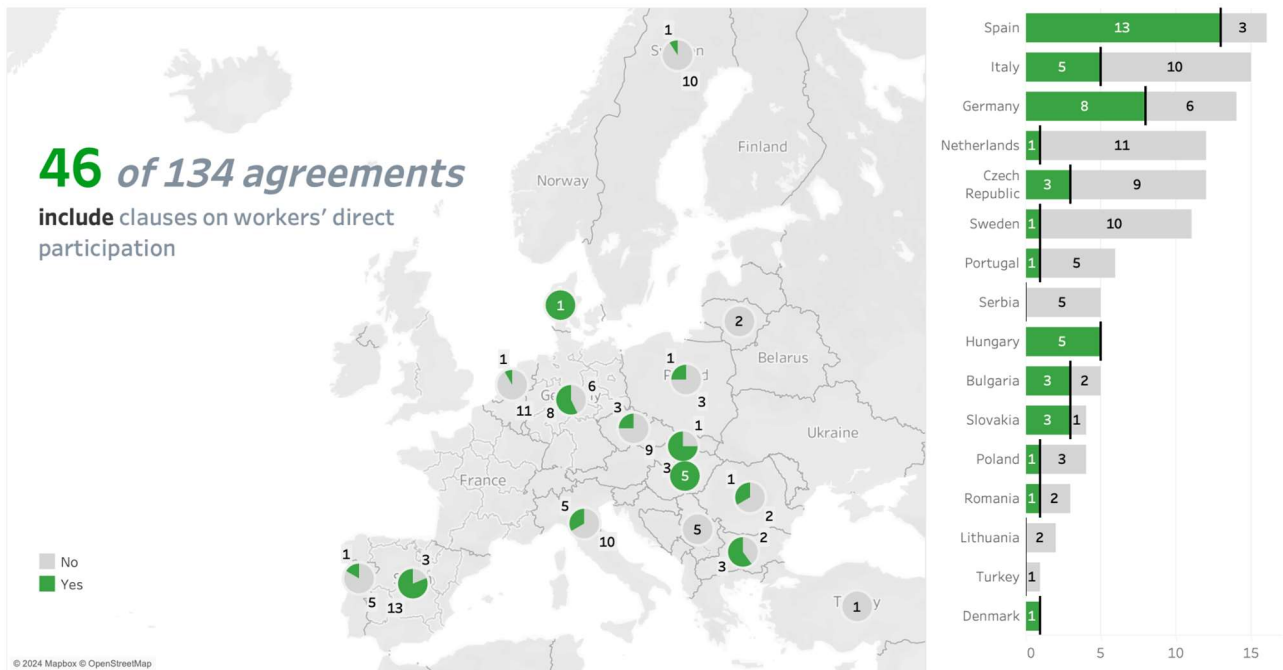 46 of 134 agreements
include clauses on workers' direct
participation
No
Yes
© 2024 Mapbox © OpenStreetMap
Norway
Finland
Belarus
Ukraine
France
1
10
1
2
1
11
6
8
1
3
3
9
1
3
5
1
2
5
10
5
2
3
1
5
3
13
1
Spain 13 3
Italy 5 10
Germany 8 6
Netherlands 1 11
Czech
Republic 3 9
Sweden 1 10
Portugal 1 5
Serbia 5
Hungary 5
Bulgaria 3 2
Slovakia 3 1
Poland 1 3
Romania 1 2
Lithuania 2
Turkey 1
Denmark 1
0 5 10 15